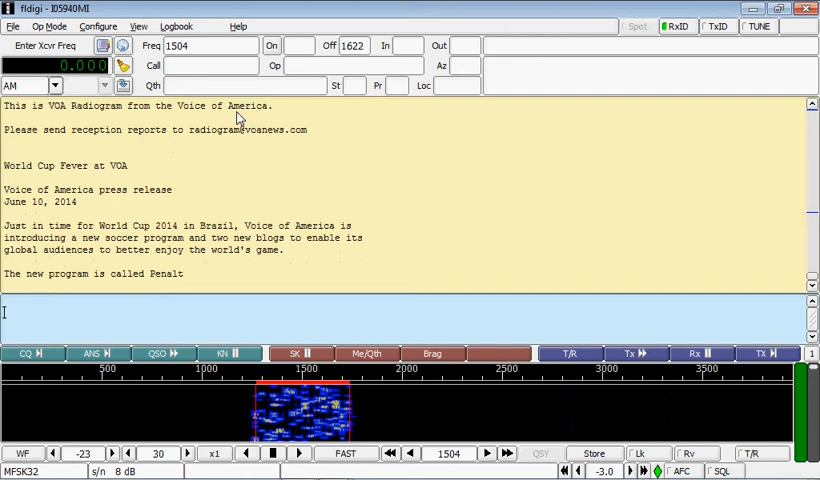 fldigi - I05940MI
File Op Mode Configure View Logbook Help Spot RxID TxID TUNE
Enter Xcvr Freq Freq 1504 On Off 1622 In Out
0.000 Call Op Az
AM Qth St Pr Loc
This is VOA Radiogram from the Voice of America.
Please send reception reports to radiogram@voanews.com
World Cup Fever at VOA
Voice of America press release
June 10, 2014
Just in time for World Cup 2014 in Brazil, Voice of America is
introducing a new soccer program and two new blogs to enable its
global audiences to better enjoy the world's game.
The new program is called Penalt
CQ ANS QSO KN SK Me/Qth Brag T/R Tx Rx TX 1
500 1000 1500 2000 2500 3000 3500
WF -23 30 x1 FAST 1504 QSY Store Lk Rv T/R
MFSK32 s/n 8 dB -3.0 AFC SQL